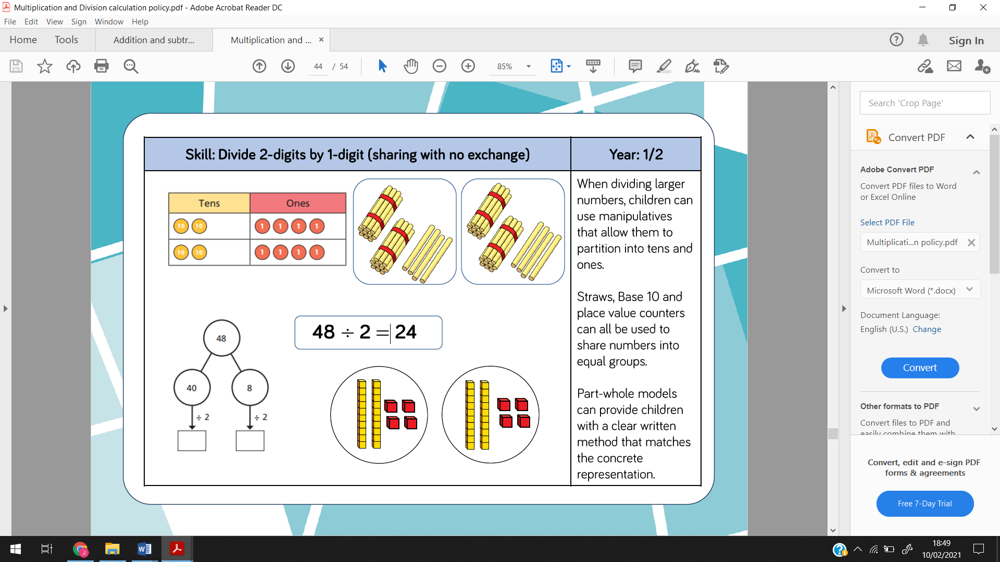 Multiplication and Division calculation policy.pdf - Adobe Acrobat Reader DC
File Edit View Sign Window Help
Home Tools Addition and subtr... Multiplication and ... × Sign In
44 / 54 85%
Skill: Divide 2-digits by 1-digit (sharing with no exchange)
Year: 1/2
Tens Ones
10 10 1 1 1 1
10 10 1 1 1 1
48 ÷ 2 = 24
48
40 8
÷ 2 ÷ 2
When dividing larger
numbers, children can
use manipulatives
that allow them to
partition into tens and
ones.
Straws, Base 10 and
place value counters
can all be used to
share numbers into
equal groups.
Part-whole models
can provide children
with a clear written
method that matches
the concrete
representation.
Search 'Crop Page'
Convert PDF
Adobe Convert PDF
Convert PDF files to Word
or Excel Online
Select PDF File
Multiplicati...n policy.pdf
Convert to
Microsoft Word (*.docx)
Document Language:
English (U.S.) Change
Convert
Other formats to PDF
Convert files to PDF and
easily combine them with
Convert, edit and e-sign PDF
forms & agreements
Free 7-Day Trial
18:49
10/02/2021